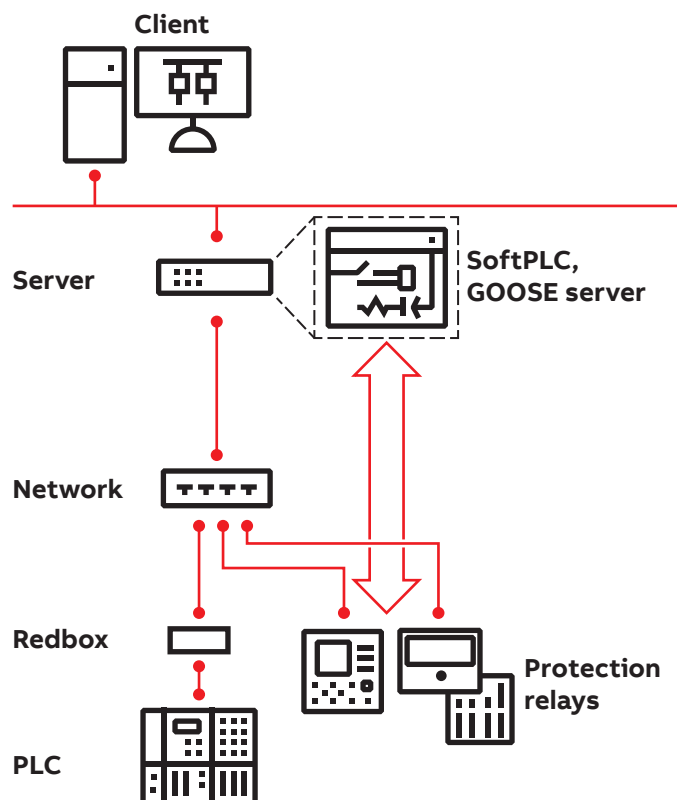 Client
Server
SoftPLC,
GOOSE server
Network
Redbox
Protection
relays
PLC